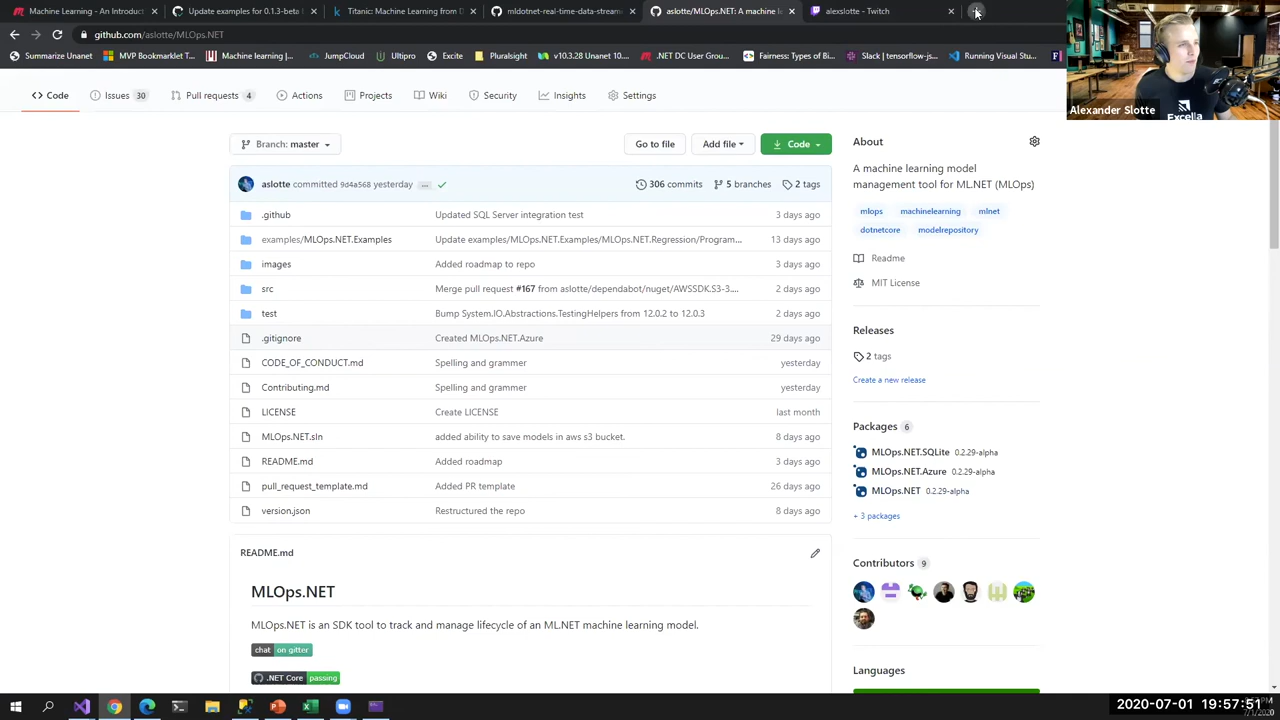 Machine Learning in
Update for 0.1.3-beta
Titanic Machine Learning from
mldotnet-real-time-data-stream
aslotte/MLOps.NET: A machine l
alexslotte - Twitch
github.com/aslotte/MLOps.NET
Summarize Unanet
MVP Bookmarket T...
Machine learning |...
JumpCloud
BaseCRM
Lessonly
Excellalight
v10.3.28 Unanet 10....
.NET DC User Grou...
Fairness: Types of Bi...
Slack | tensorflow-js...
Running Visual Stud...
Alexander Slotte
Excella
Code
Issues 30
Pull requests 4
Actions
Projects
Wiki
Security
Insights
Settings
Branch: master
Go to file
Add file
Code
aslotte committed 9d4a568 yesterday ...
306 commits
5 branches
2 tags
.github Updated SQL Server integration test 3 days ago
examples/MLOps.NET.Examples Update examples/MLOps.NET.Examples/MLOps.NET.Regression/Program... 13 days ago
images Added roadmap to repo 3 days ago
src Merge pull request #167 from aslotte/dependabot/nuget/AWSSDK.S3-3.... 2 days ago
test Bump System.IO.Abstractions.TestingHelpers from 12.0.2 to 12.0.3 2 days ago
.gitignore Created MLOps.NET.Azure 29 days ago
CODE_OF_CONDUCT.md Spelling and grammer yesterday
Contributing.md Spelling and grammer yesterday
LICENSE Create LICENSE last month
MLOps.NET.sln added ability to save models in aws s3 bucket. 8 days ago
README.md Added roadmap 3 days ago
pull_request_template.md Added PR template 26 days ago
version.json Restructured the repo 8 days ago
README.md
MLOps.NET
MLOps.NET is an SDK tool to track and manage lifecycle of an ML.NET machine learning model.
chat on gitter
.NET Core passing
About
A machine learning model
management tool for ML.NET (MLOps)
mlops machinelearning mlnet
dotnetcore modelrepository
Readme
MIT License
Releases
2 tags
Create a new release
Packages 6
MLOps.NET.SQLite 0.2.29-alpha
MLOps.NET.Azure 0.2.29-alpha
MLOps.NET 0.2.29-alpha
+ 3 packages
Contributors 9
Languages
2020-07-01 19:57:51